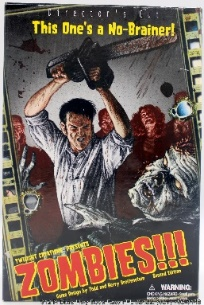 Director's Cut
This One's a No-Brainer!
TWILIGHT CREATIONS PRESENTS
ZOMBIES!!!
Game Design by Todd and Kerry Breitenstein
Second Edition
WARNING: